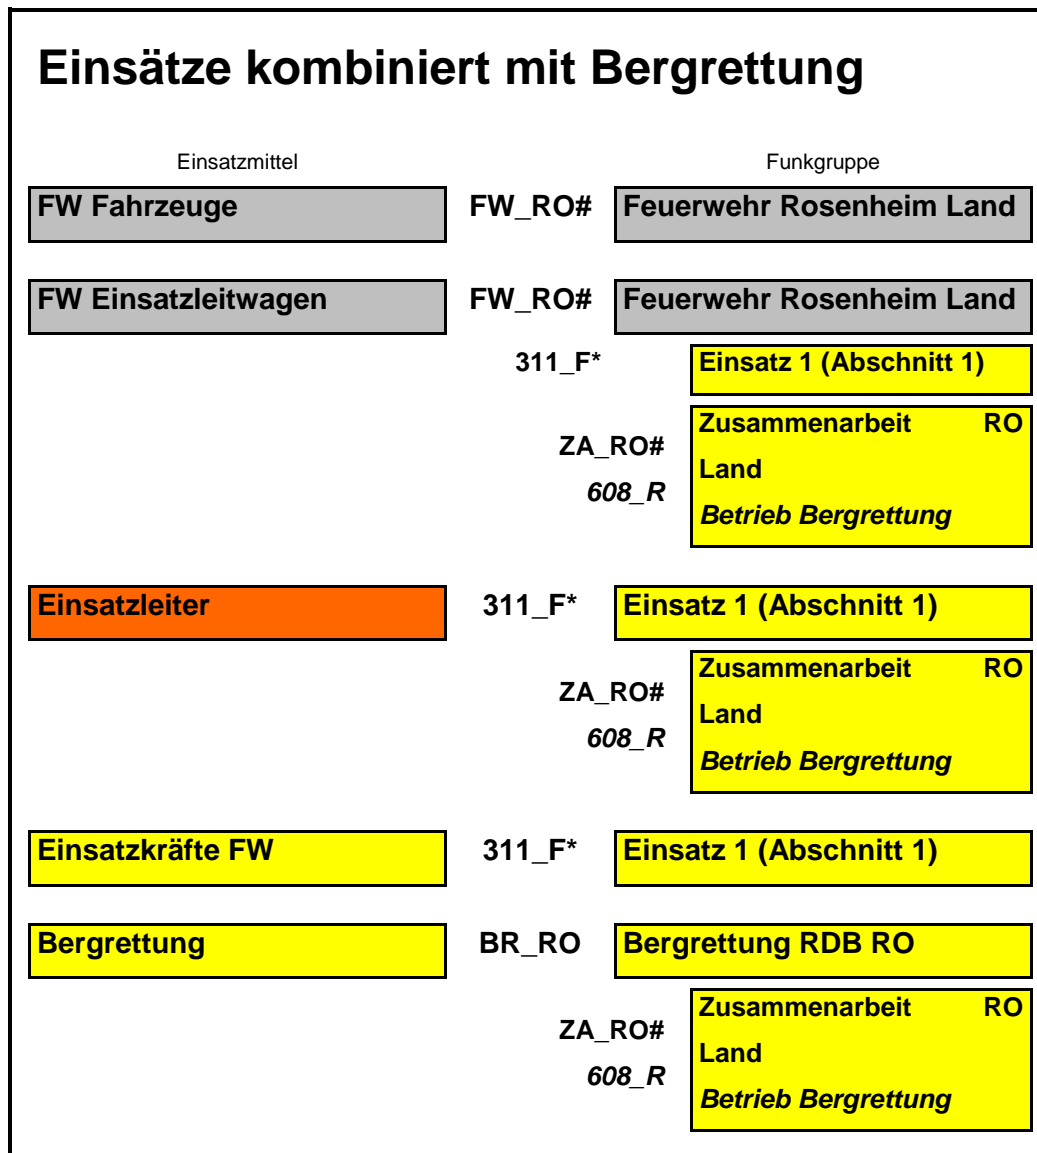 Einsätze kombiniert mit Bergrettung
Einsatzmittel Funkgruppe
FW Fahrzeuge FW_RO# Feuerwehr Rosenheim Land
FW Einsatzleitwagen FW_RO# Feuerwehr Rosenheim Land
311_F* Einsatz 1 (Abschnitt 1)
Zusammenarbeit RO
ZA_RO# Land
608_R Betrieb Bergrettung
Einsatzleiter 311_F* Einsatz 1 (Abschnitt 1)
Zusammenarbeit RO
ZA_RO# Land
608_R Betrieb Bergrettung
Einsatzkräfte FW 311_F* Einsatz 1 (Abschnitt 1)
Bergrettung BR_RO Bergrettung RDB RO
Zusammenarbeit RO
ZA_RO# Land
608_R Betrieb Bergrettung